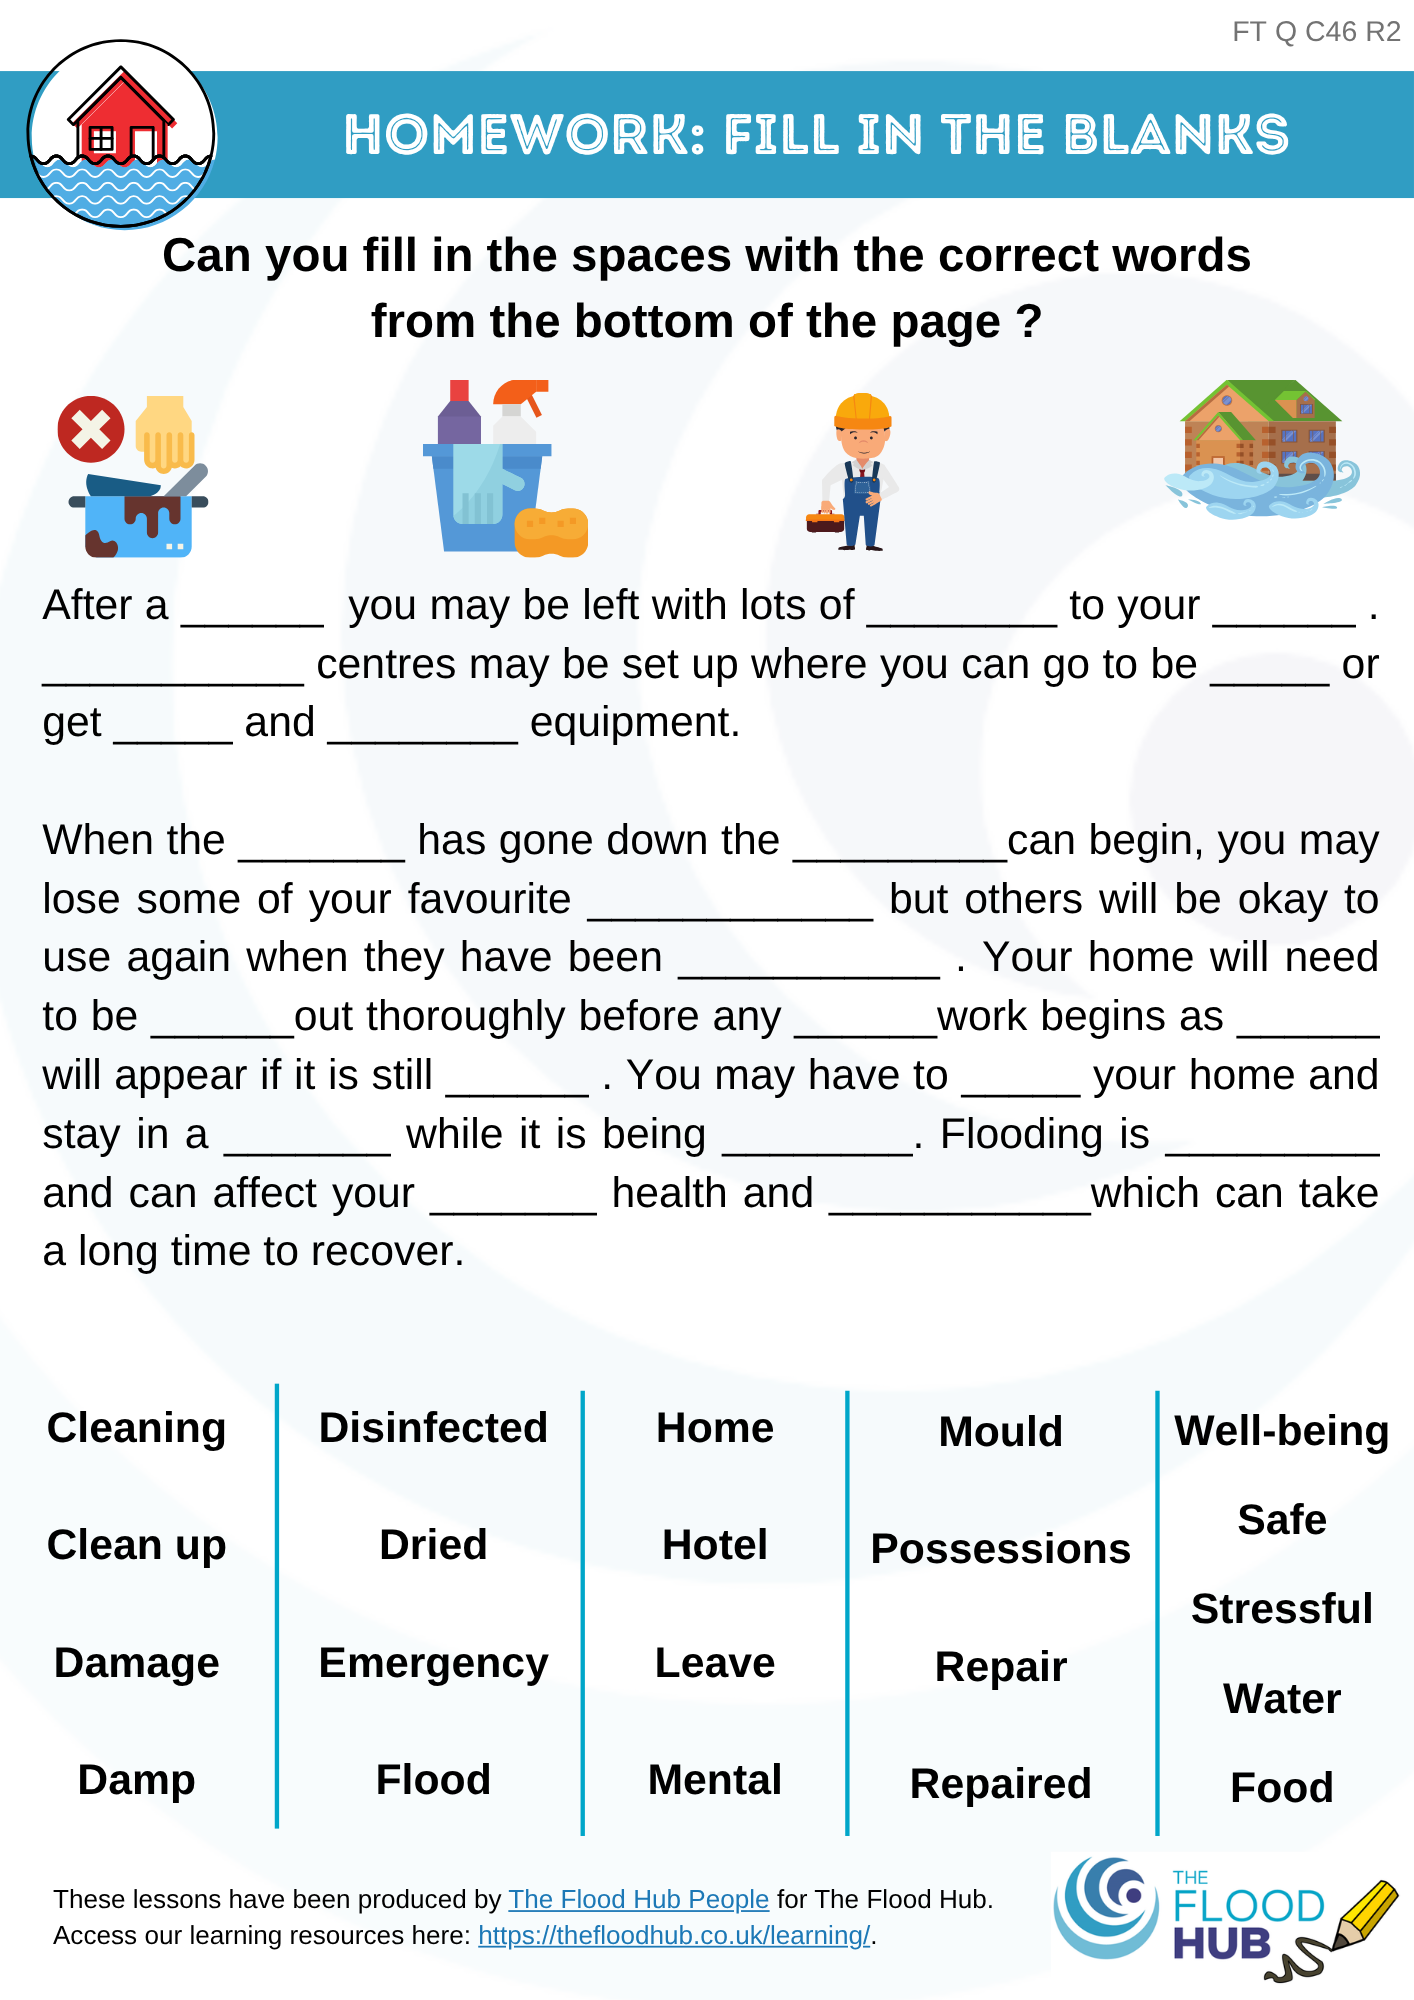 FT Q C46 R2
HOMEWORK: FILL IN THE BLANKS
Can you fill in the spaces with the correct words
from the bottom of the page ?
After a ______ you may be left with lots of ________ to your ______ .
___________ centres may be set up where you can go to be _____ or
get _____ and ________ equipment.
When the _______ has gone down the _________can begin, you may
lose some of your favourite ____________ but others will be okay to
use again when they have been ___________ . Your home will need
to be ______out thoroughly before any ______work begins as ______
will appear if it is still ______ . You may have to _____ your home and
stay in a _______ while it is being ________. Flooding is _________
and can affect your _______ health and ___________which can take
a long time to recover.
Cleaning
Clean up
Damage
Damp
Disinfected
Dried
Emergency
Flood
Home
Hotel
Leave
Mental
Mould
Possessions
Repair
Repaired
Well-being
Safe
Stressful
Water
Food
These lessons have been produced by The Flood Hub People for The Flood Hub.
Access our learning resources here: https://thefloodhub.co.uk/learning/.
THE
FLOOD
HUB